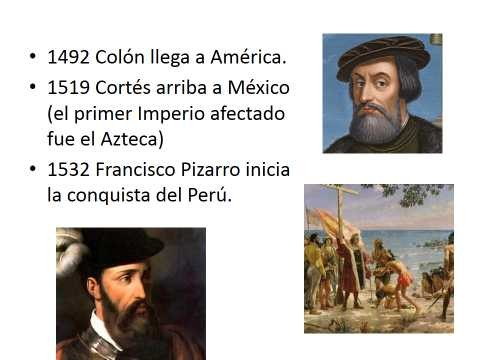 • 1492 Colón llega a América.
• 1519 Cortés arriba a México
(el primer Imperio afectado
fue el Azteca)
• 1532 Francisco Pizarro inicia
la conquista del Perú.